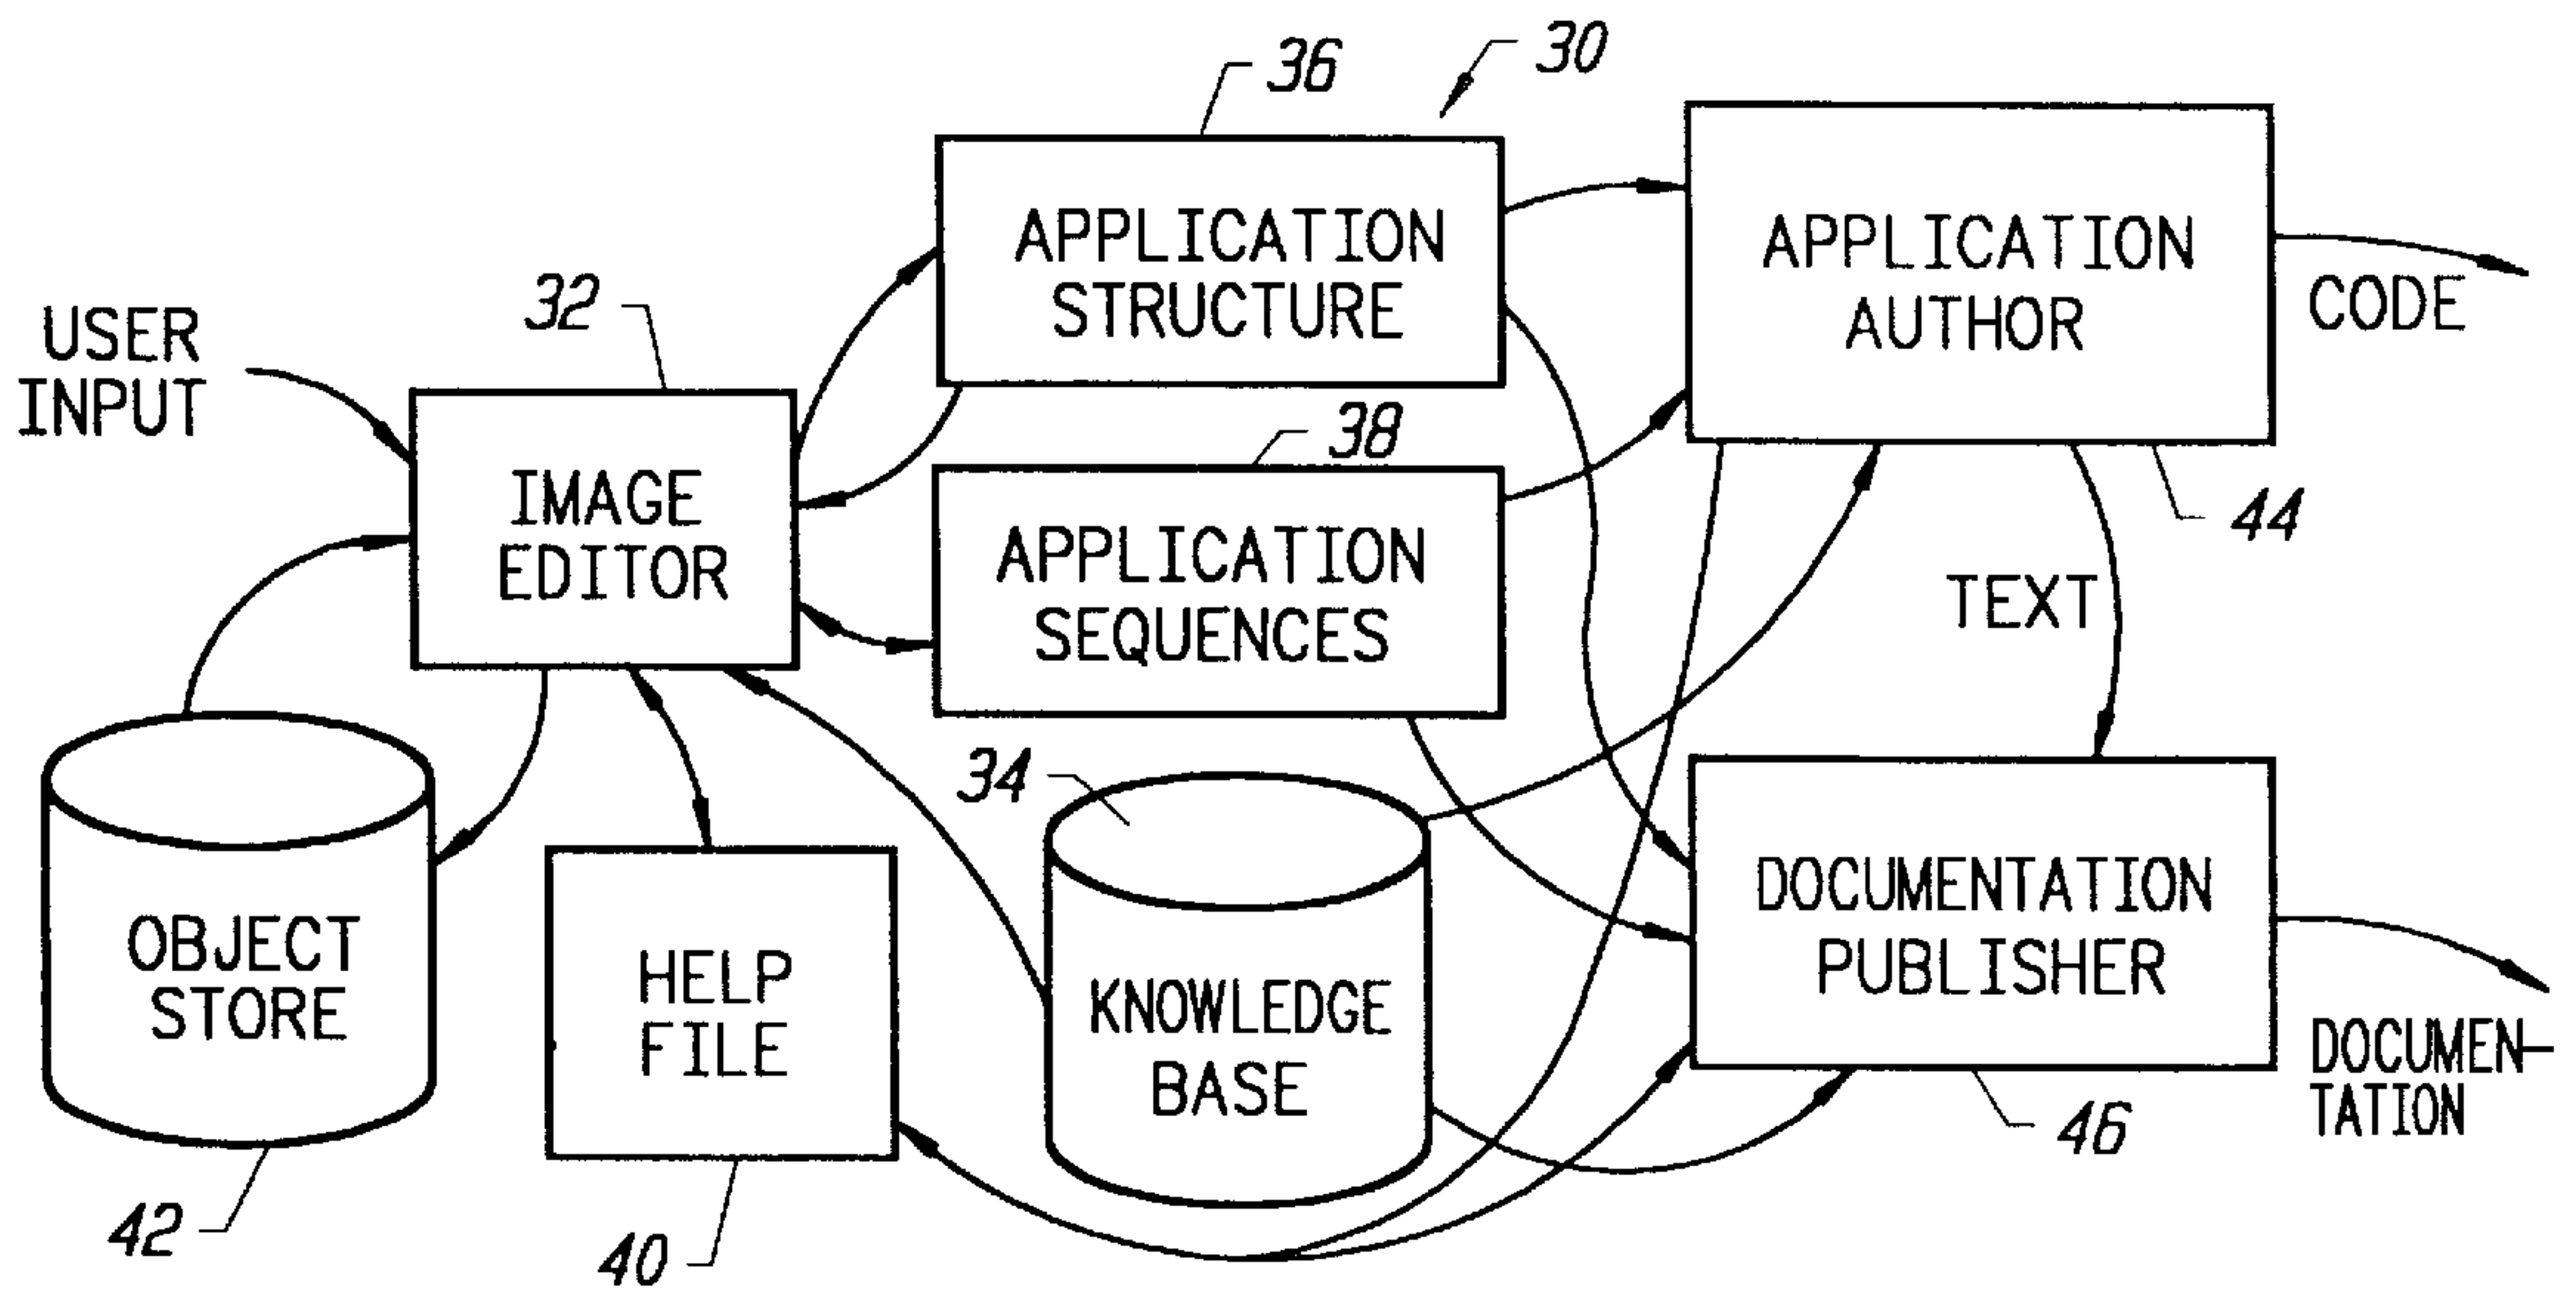 30
36
APPLICATION
STRUCTURE
APPLICATION
AUTHOR
CODE
44
USER
INPUT
32
IMAGE
EDITOR
38
APPLICATION
SEQUENCES
TEXT
34
KNOWLEDGE
BASE
OBJECT
STORE
42
HELP
FILE
40
DOCUMENTATION
PUBLISHER
46
DOCUMEN-
TATION